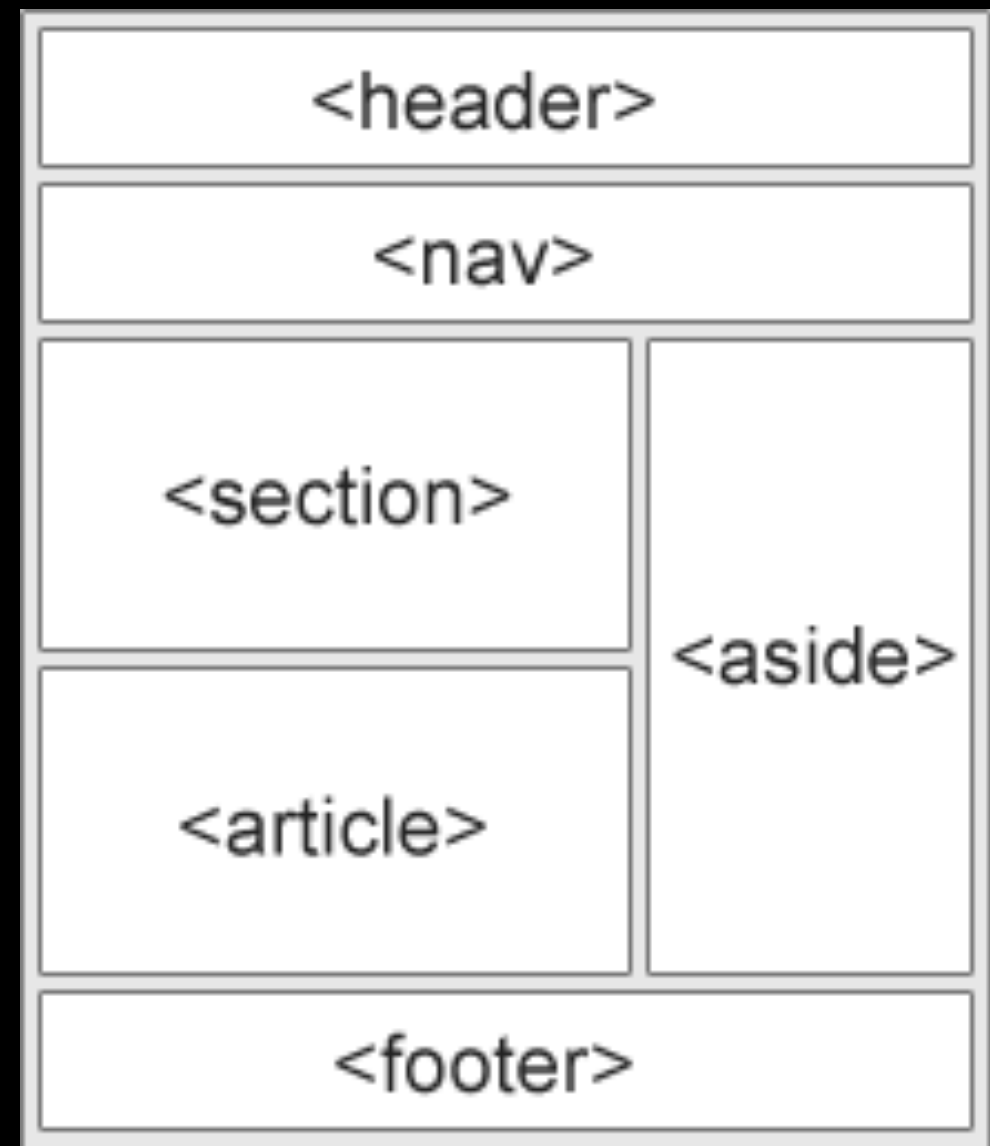 <header>
<nav>
<section>
<aside>
<article>
<footer>